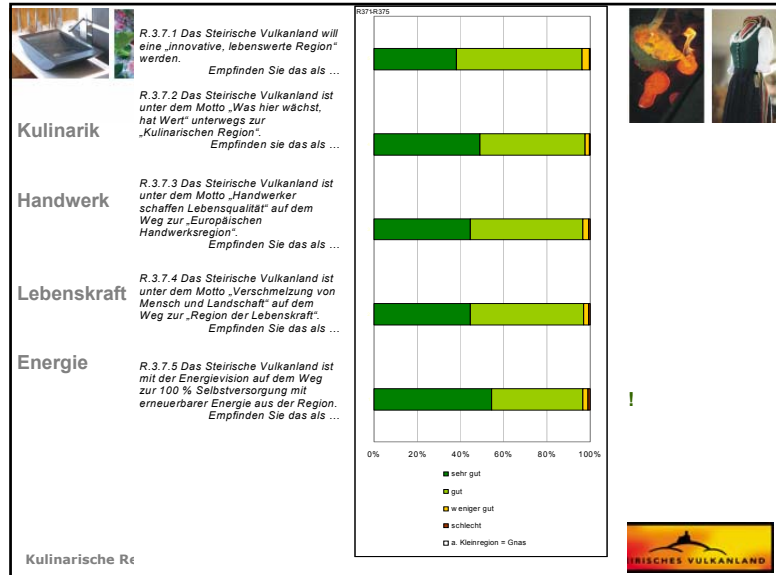 R.3.7.1 Das Steirische Vulkanland will
eine „innovative, lebenswerte Region“
werden.
Empfinden Sie das als ...
Kulinarik
R.3.7.2 Das Steirische Vulkanland ist
unter dem Motto „Was hier wächst,
hat Wert“ unterwegs zur
„Kulinarischen Region“.
Empfinden sie das als ...
Handwerk
R.3.7.3 Das Steirische Vulkanland ist
unter dem Motto „Handwerker
schaffen Lebensqualität“ auf dem
Weg zur „Europäischen
Handwerksregion“.
Empfinden Sie das als ...
Lebenskraft
R.3.7.4 Das Steirische Vulkanland ist
unter dem Motto „Verschmelzung von
Mensch und Landschaft“ auf dem
Weg zur „Region der Lebenskraft“.
Empfinden Sie das als ...
Energie
R.3.7.5 Das Steirische Vulkanland ist
mit der Energievision auf dem Weg
zur 100 % Selbstversorgung mit
erneuerbarer Energie aus der Region.
Empfinden Sie das als ...
R371-R375
0% 20% 40% 60% 80% 100%
sehr gut
gut
weniger gut
schlecht
a. Kleinregion = Gnas
!
Kulinarische Re
IRISCHES VULKANLAND